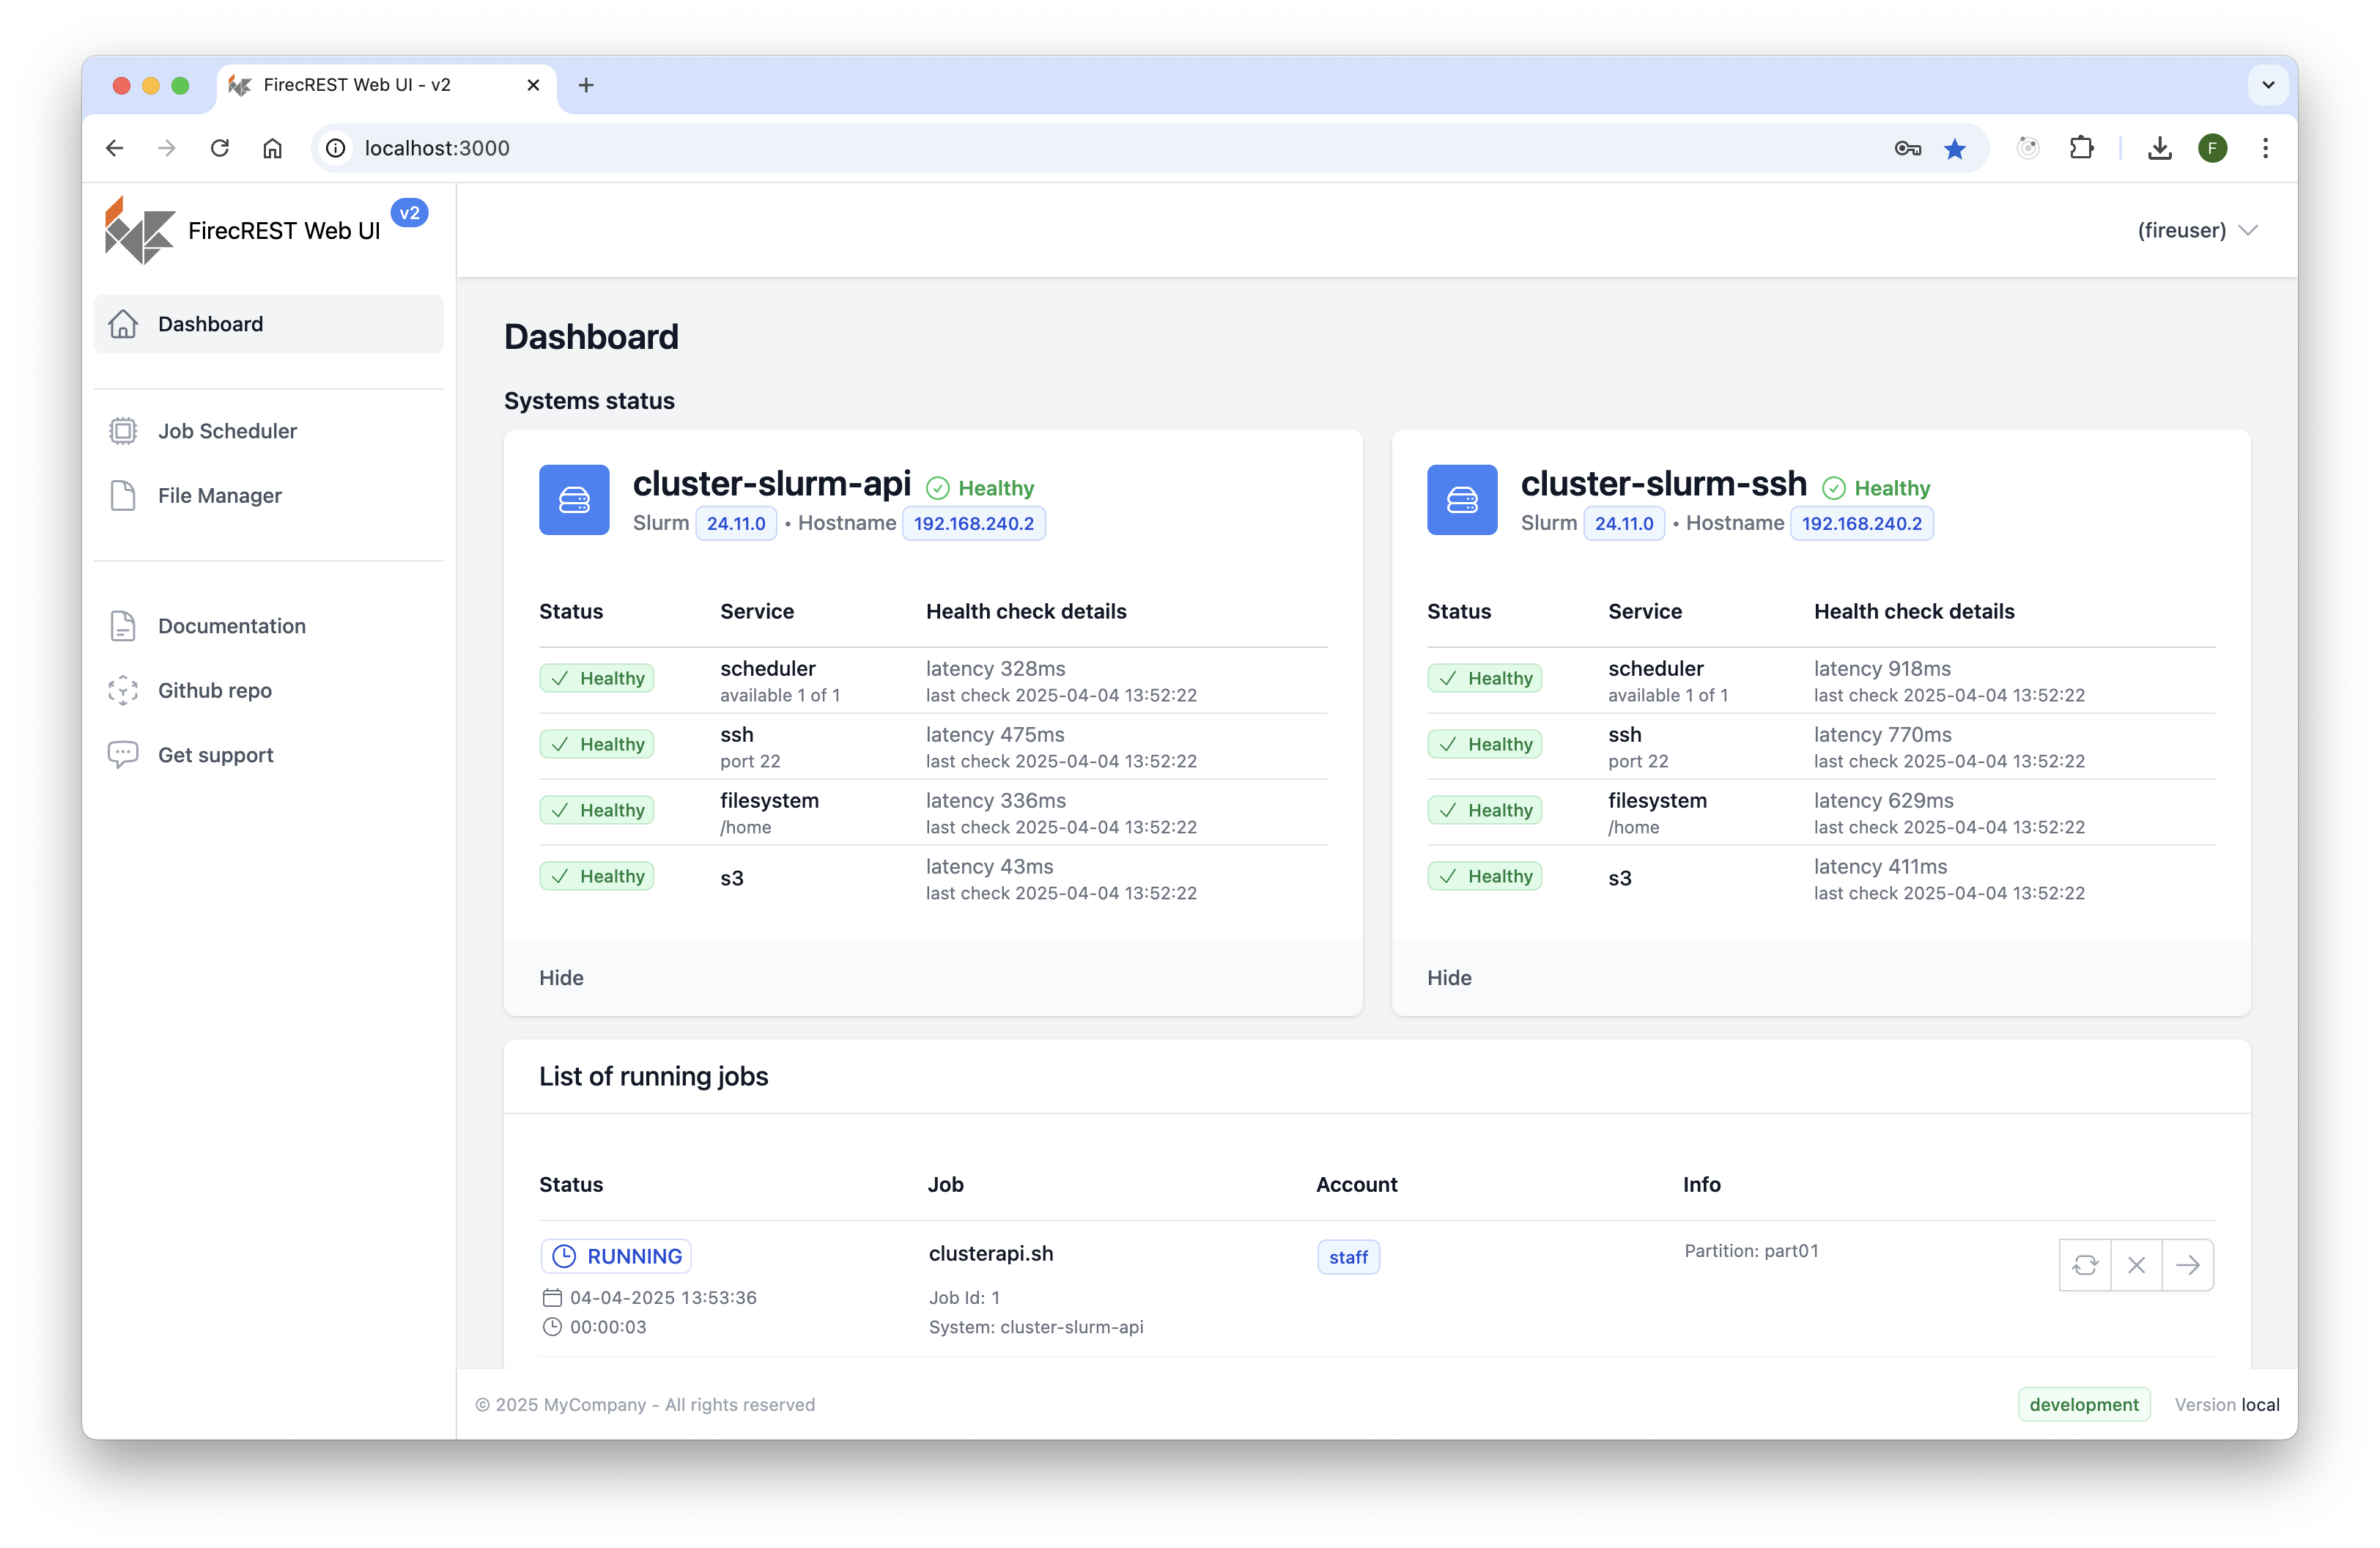 FirecREST Web UI - v2
localhost:3000
F
FirecREST Web UI v2
(fireuser)
Dashboard
Job Scheduler
File Manager
Documentation
Github repo
Get support
Dashboard
Systems status
cluster-slurm-api Healthy
Slurm 24.11.0 • Hostname 192.168.240.2
Status Service Health check details
Healthy scheduler latency 328ms
available 1 of 1 last check 2025-04-04 13:52:22
Healthy ssh latency 475ms
port 22 last check 2025-04-04 13:52:22
Healthy filesystem latency 336ms
/home last check 2025-04-04 13:52:22
Healthy s3 latency 43ms
last check 2025-04-04 13:52:22
Hide
cluster-slurm-ssh Healthy
Slurm 24.11.0 • Hostname 192.168.240.2
Status Service Health check details
Healthy scheduler latency 918ms
available 1 of 1 last check 2025-04-04 13:52:22
Healthy ssh latency 770ms
port 22 last check 2025-04-04 13:52:22
Healthy filesystem latency 629ms
/home last check 2025-04-04 13:52:22
Healthy s3 latency 411ms
last check 2025-04-04 13:52:22
Hide
List of running jobs
Status Job Account Info
RUNNING clusterapi.sh staff Partition: part01
04-04-2025 13:53:36 Job Id: 1
00:00:03 System: cluster-slurm-api
© 2025 MyCompany - All rights reserved development Version local